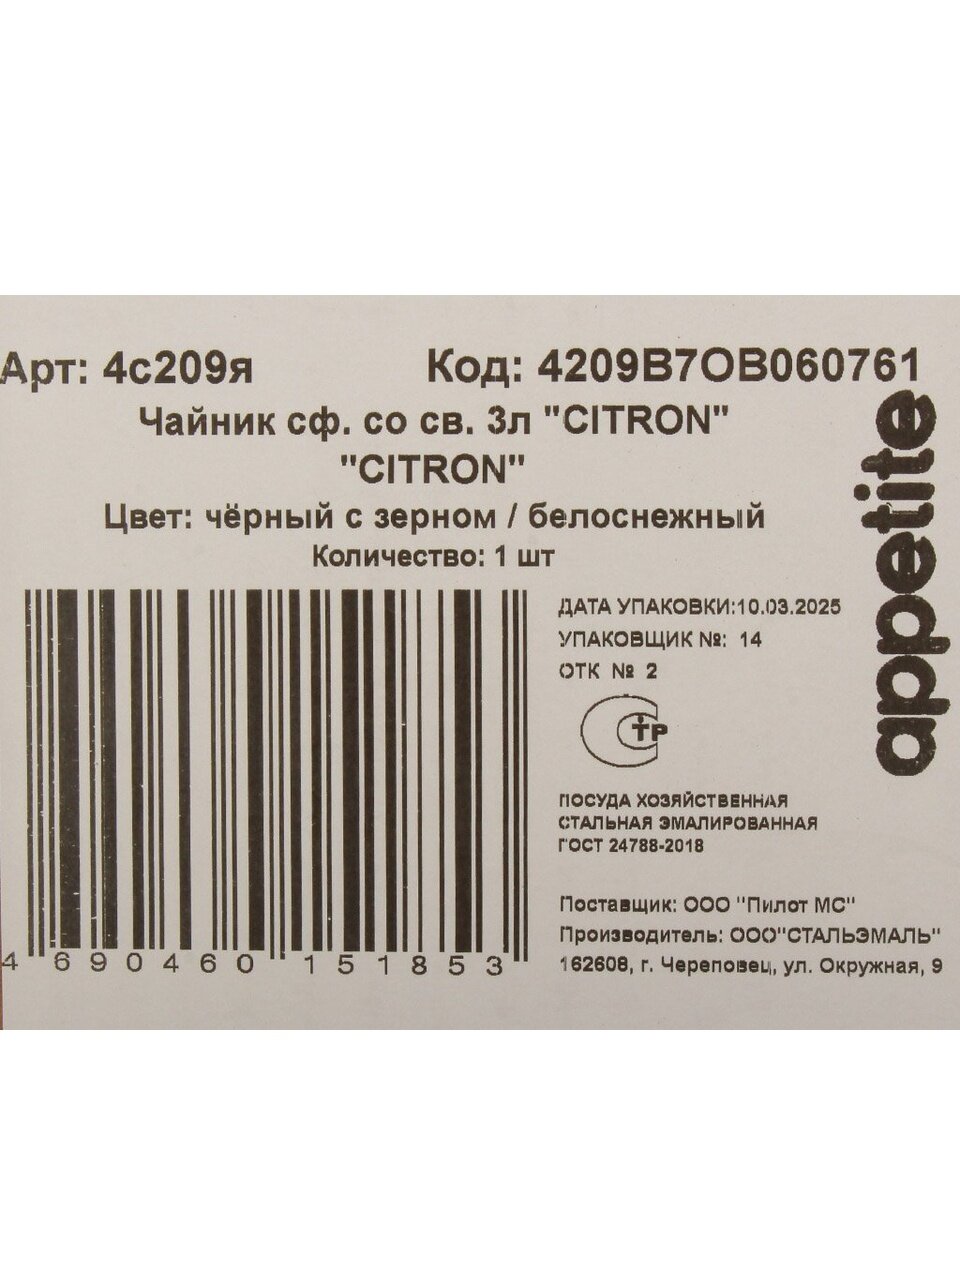 Арт: 4с209я
Код: 4209В7ОВ060761
Чайник сф. со св. 3л "CITRON"
"CITRON"
Цвет: чёрный с зерном / белоснежный
Количество: 1 шт
appetite
ДАТА УПАКОВКИ:10.03.2025
УПАКОВЩИК №: 14
ОТК № 2
СТР
ПОСУДА ХОЗЯЙСТВЕННАЯ
СТАЛЬНАЯ ЭМАЛИРОВАННАЯ
ГОСТ 24788-2018
Поставщик: ООО "Пилот МС"
Производитель: ООО"СТАЛЬЭМАЛЬ"
162608, г. Череповец, ул. Окружная, 9
4 690460 151853